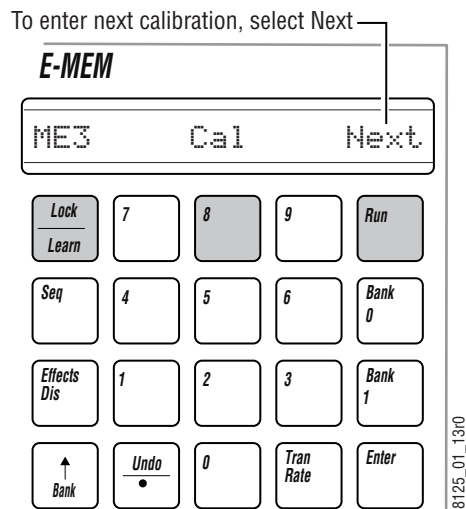 To enter next calibration, select Next
E-MEM
ME3 Cal Next
Lock
Learn
7
8
9
Run
Seq
4
5
6
Bank
0
Effects
Dis
1
2
3
Bank
1
Bank
Undo
0
Tran
Rate
Enter
8125_01_13r0